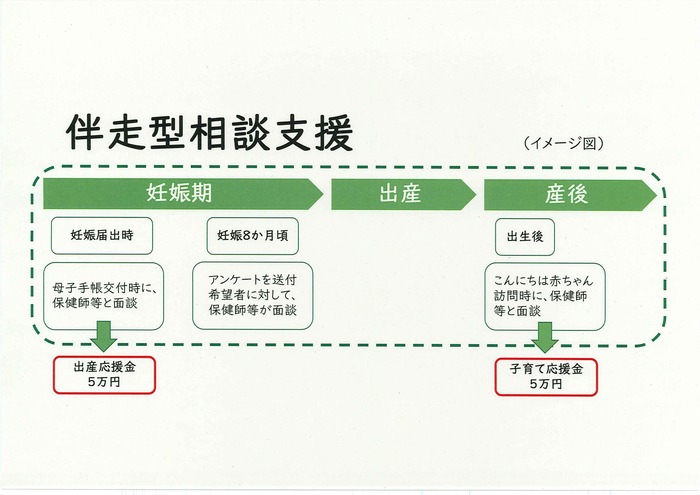 伴走型相談支援
（イメージ図）
妊娠期
出産
産後
妊娠届出時
妊娠8か月頃
出生後
母子手帳交付時に、
保健師等と面談
アンケートを送付
希望者に対して、
保健師等が面談
こんにちは赤ちゃん
訪問時に、保健師
等と面談
出産応援金
5万円
子育て応援金
5万円